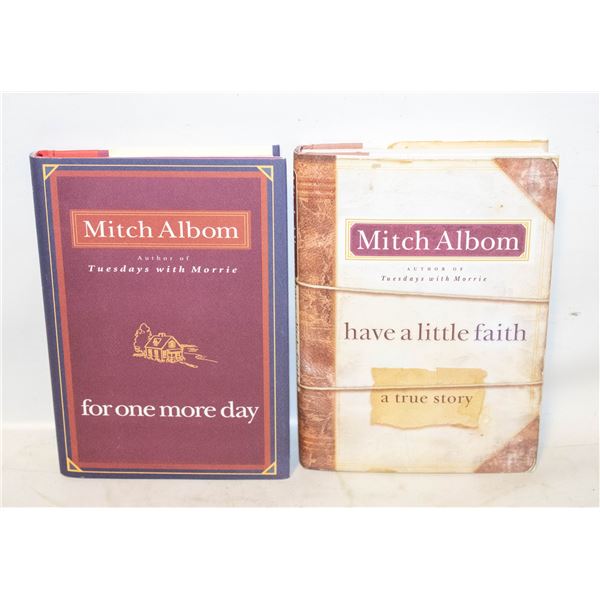 Mitch Albom
Author of
Tuesdays with Morrie
for one more day
Mitch Albom
AUTHOR OF
Tuesdays with Morrie
have a little faith
a true story